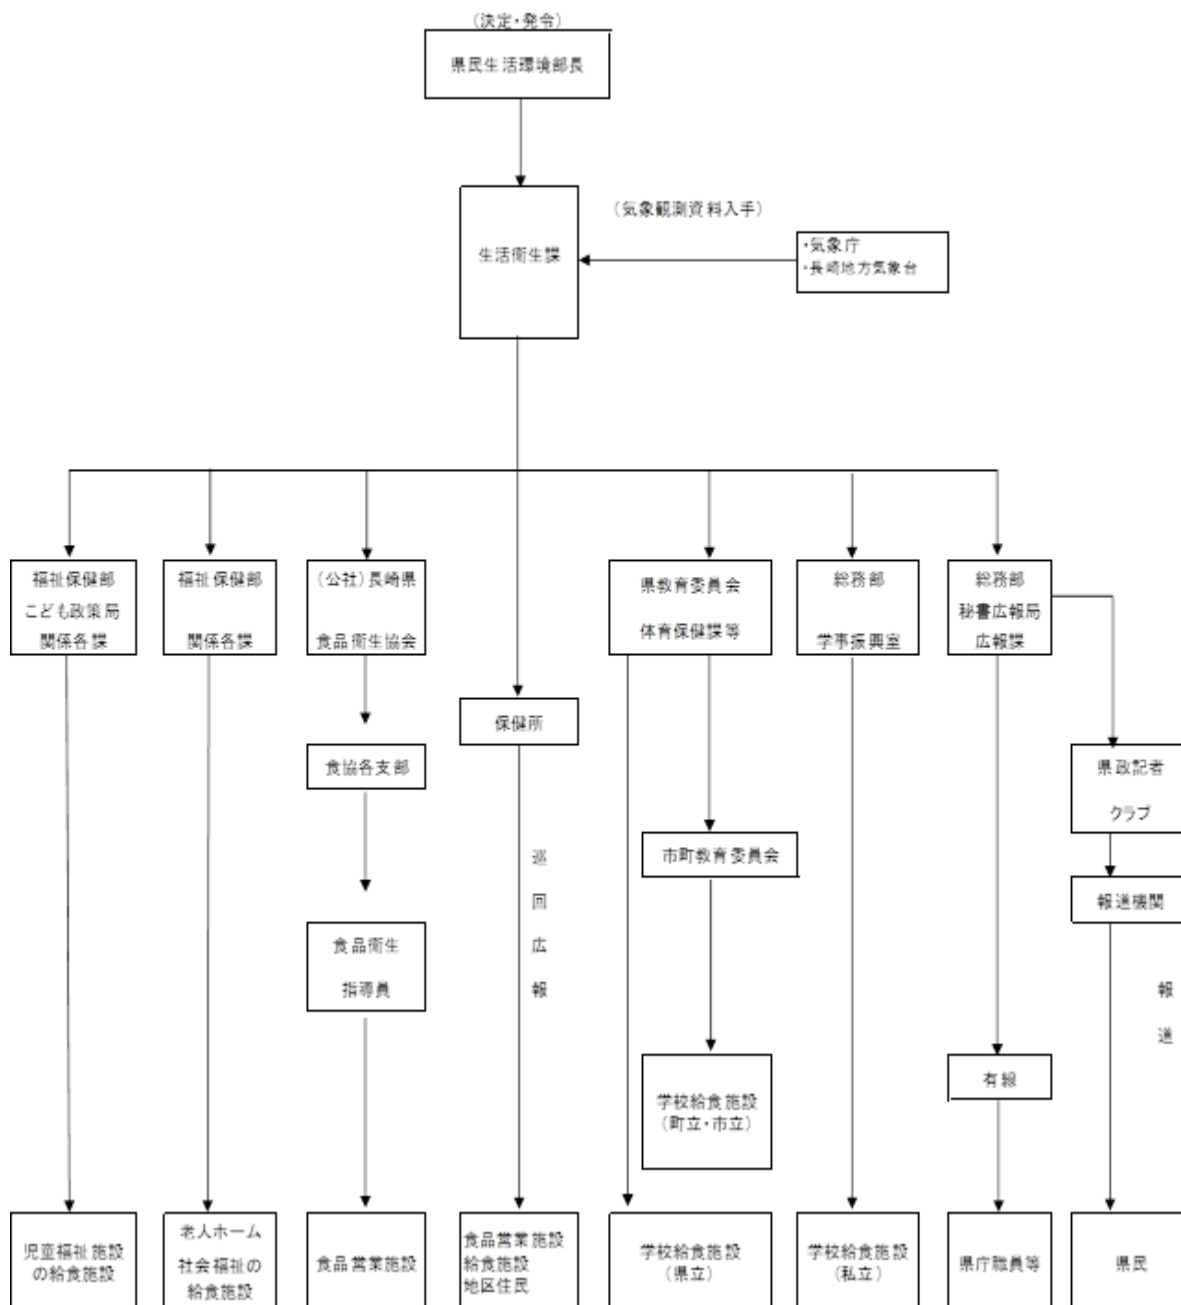 （決定・発令）
県民生活環境部長
（気象観測資料入手）
生活衛生課
・気象庁
・長崎地方気象台
福祉保健部
こども政策局
関係各課
福祉保健部
関係各課
（公社）長崎県
食品衛生協会
県教育委員会
体育保健課等
総務部
学事振興室
総務部
秘書広報局
広報課
保健所
食協各支部
県政記者
クラブ
市町教育委員会
巡回広報
報道機関
食品衛生
指導員
報道
有線
学校給食施設
（町立・市立）
児童福祉施設
の給食施設
老人ホーム
社会福祉の
給食施設
食品営業施設
食品営業施設
給食施設
地区住民
学校給食施設
（県立）
学校給食施設
（私立）
県庁職員等
県民